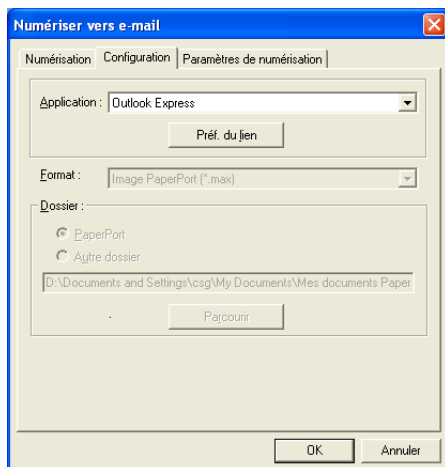 Numériser vers e-mail
Numérisation Configuration Paramètres de numérisation
Application : Outlook Express
Préf. du lien
Format : Image PaperPort (*.max)
Dossier :
PaperPort
Autre dossier
D:\Documents and Settings\csg\My Documents\Mes documents Paper
Parcourir
OK Annuler